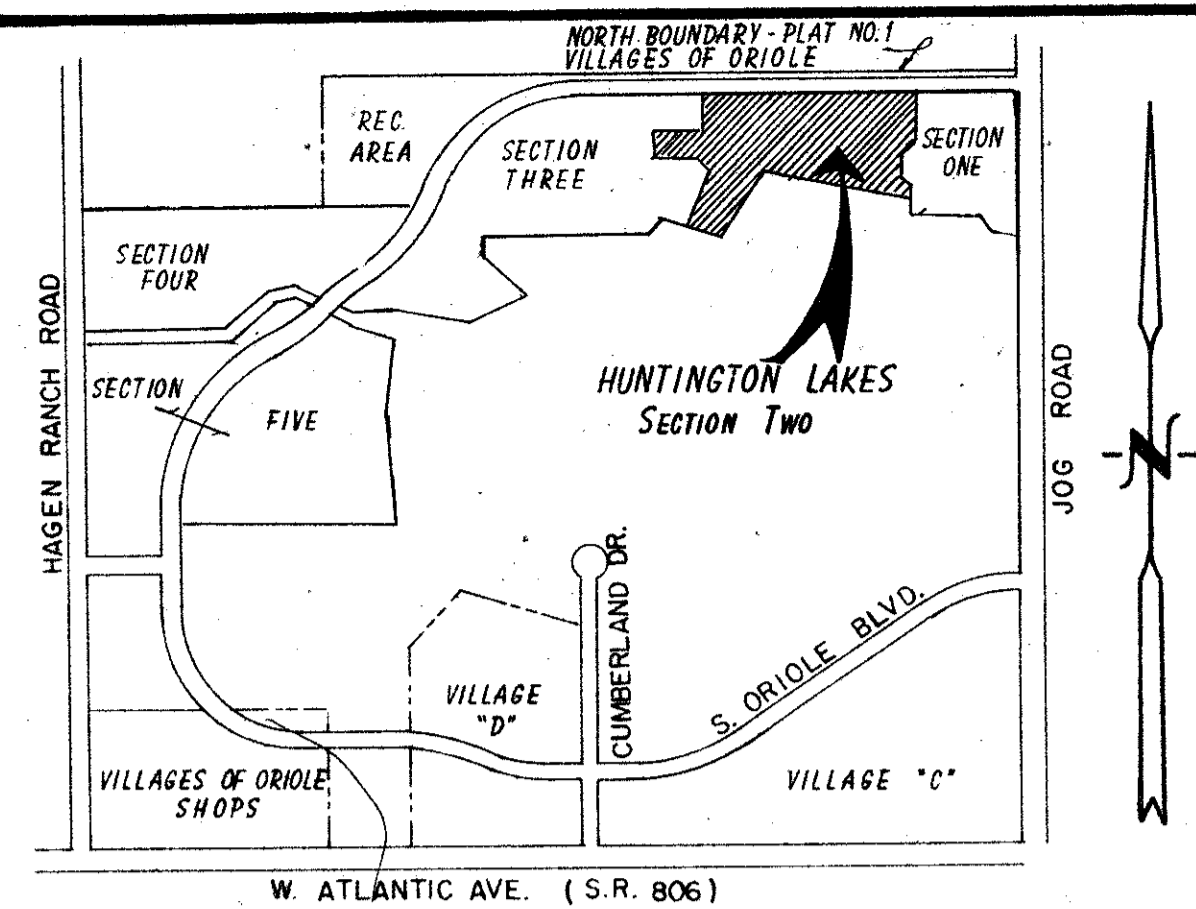 NORTH BOUNDARY - PLAT NO. 1
VILLAGES OF ORIOLE
REC.
AREA
SECTION
THREE
SECTION
ONE
SECTION
FOUR
HAGEN RANCH ROAD
SECTION
FIVE
HUNTINGTON LAKES
SECTION TWO
JOG ROAD
N
CUMBERLAND DR.
S. ORIOLE BLVD.
VILLAGE
"D"
VILLAGES OF ORIOLE
SHOPS
VILLAGE "C"
W. ATLANTIC AVE. (S.R. 806)